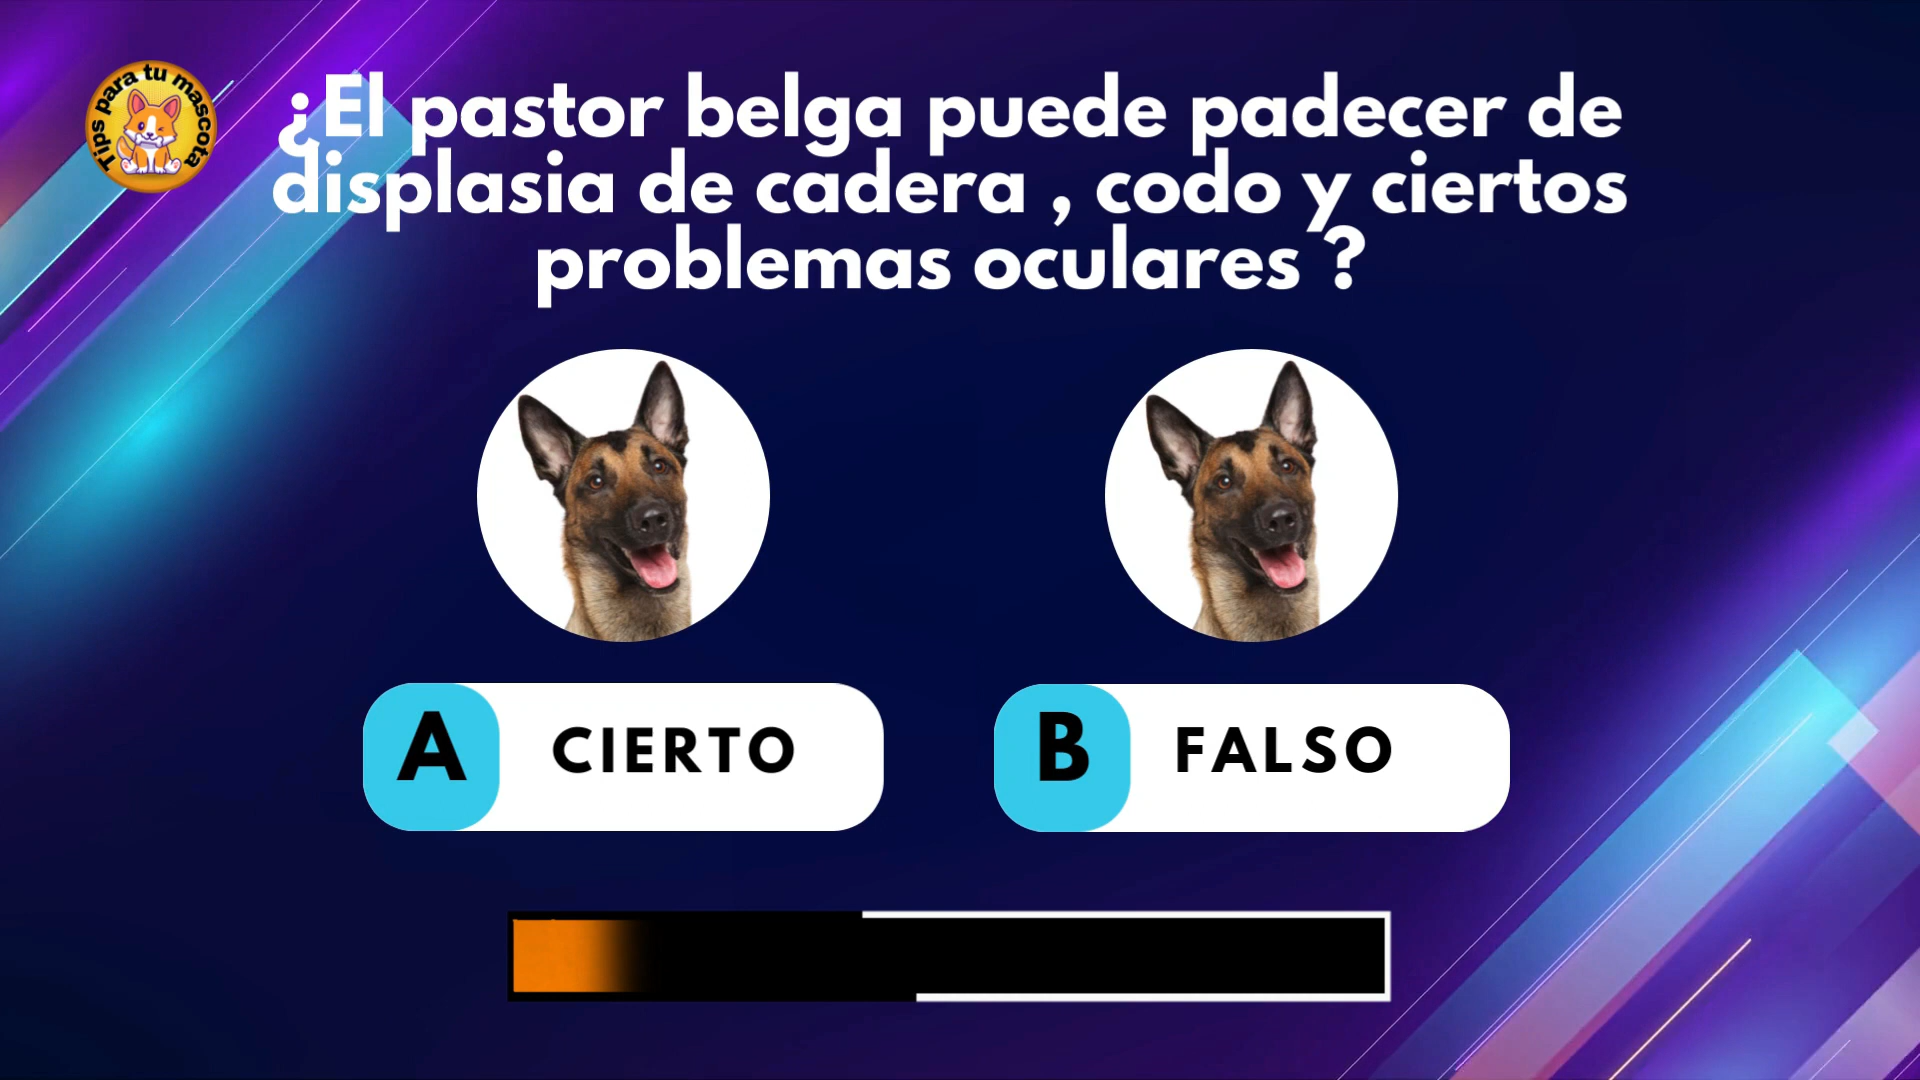 Tips para tu mascota
¿El pastor belga puede padecer de
displasia de cadera , codo y ciertos
problemas oculares ?
A CIERTO
B FALSO